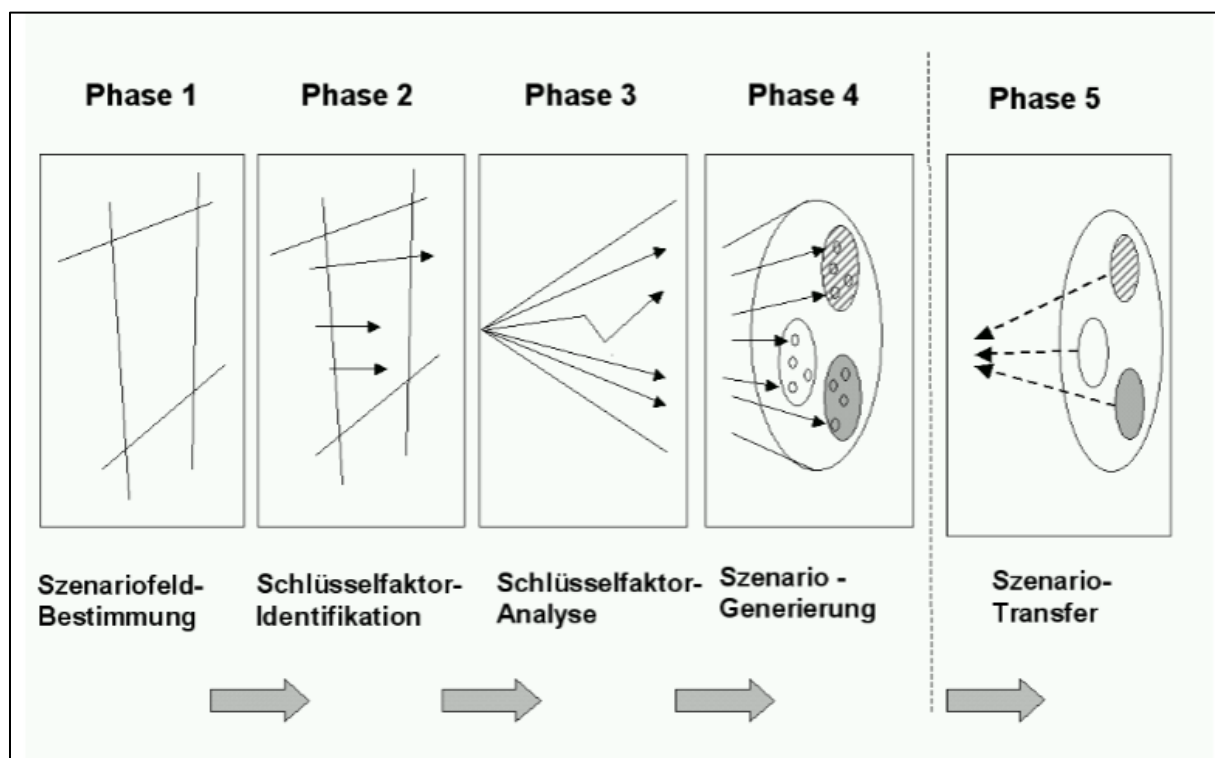 Phase 1
Phase 2
Phase 3
Phase 4
Phase 5
Szenariofeld-
Bestimmung
Schlüsselfaktor-
Identifikation
Schlüsselfaktor-
Analyse
Szenario -
Generierung
Szenario-
Transfer